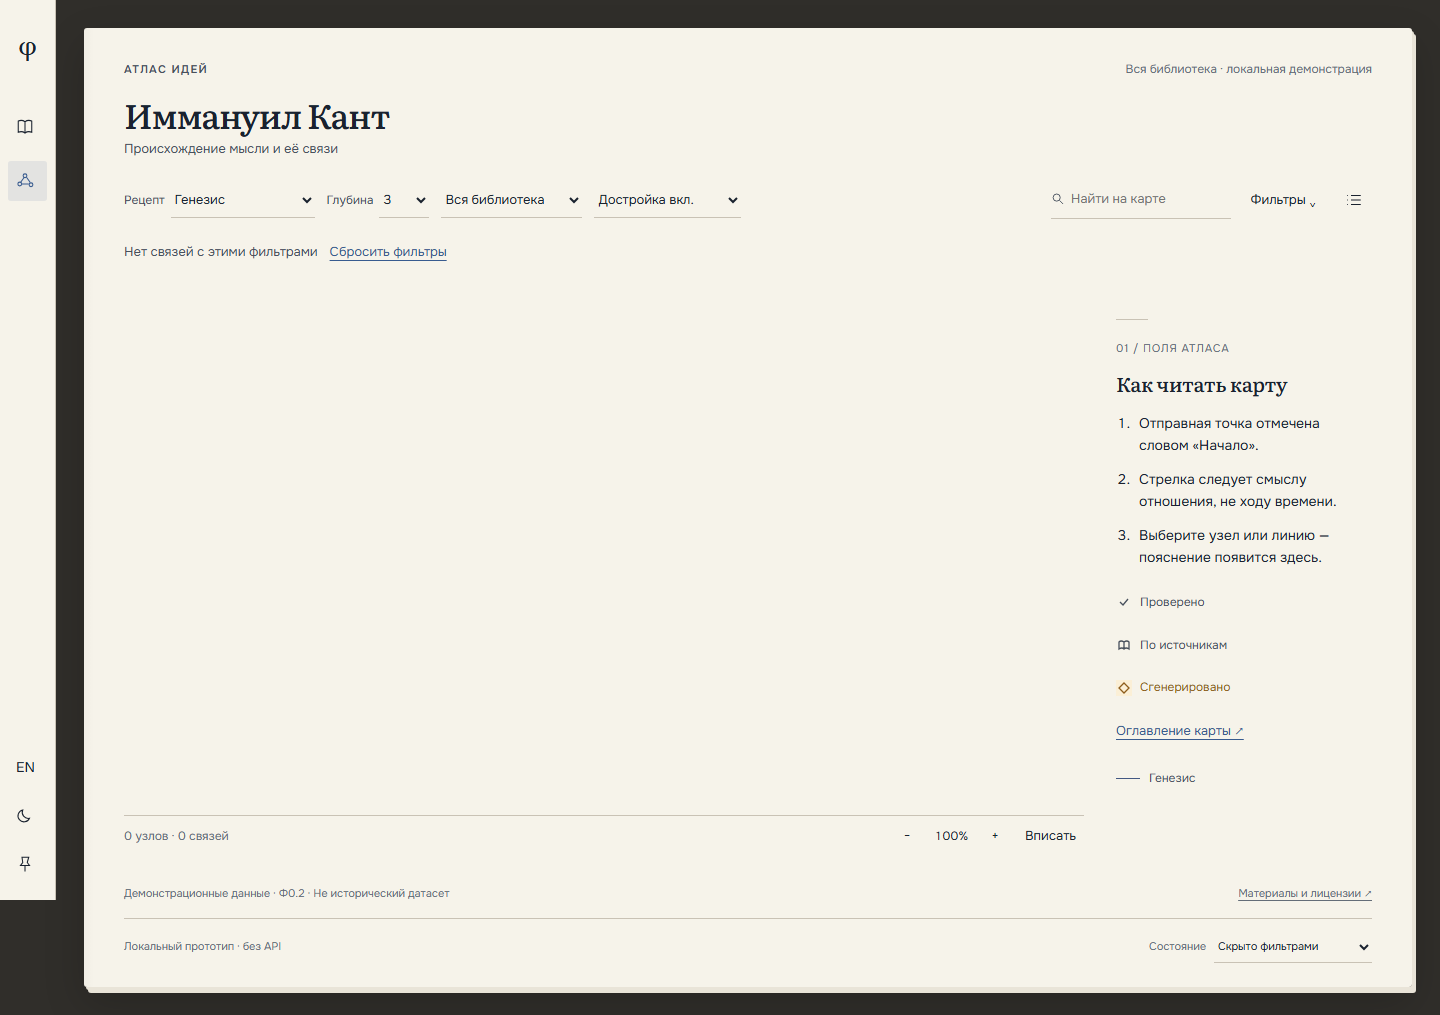 φ
АТЛАС ИДЕЙ
Вся библиотека · локальная демонстрация
Иммануил Кант
Происхождение мысли и её связи
Рецепт Генезис Глубина 3 Вся библиотека Достройка вкл. Найти на карте Фильтры
Нет связей с этими фильтрами Сбросить фильтры
01 / ПОЛЯ АТЛАСА
Как читать карту
1. Отправная точка отмечена
словом «Начало».
2. Стрелка следует смыслу
отношения, не ходу времени.
3. Выберите узел или линию —
пояснение появится здесь.
Проверено
По источникам
Сгенерировано
Оглавление карты ↗
Генезис
EN
0 узлов · 0 связей − 100% + Вписать
Демонстрационные данные · Ф0.2 · Не исторический датасет
Материалы и лицензии ↗
Локальный прототип · без API
Состояние Скрыто фильтрами